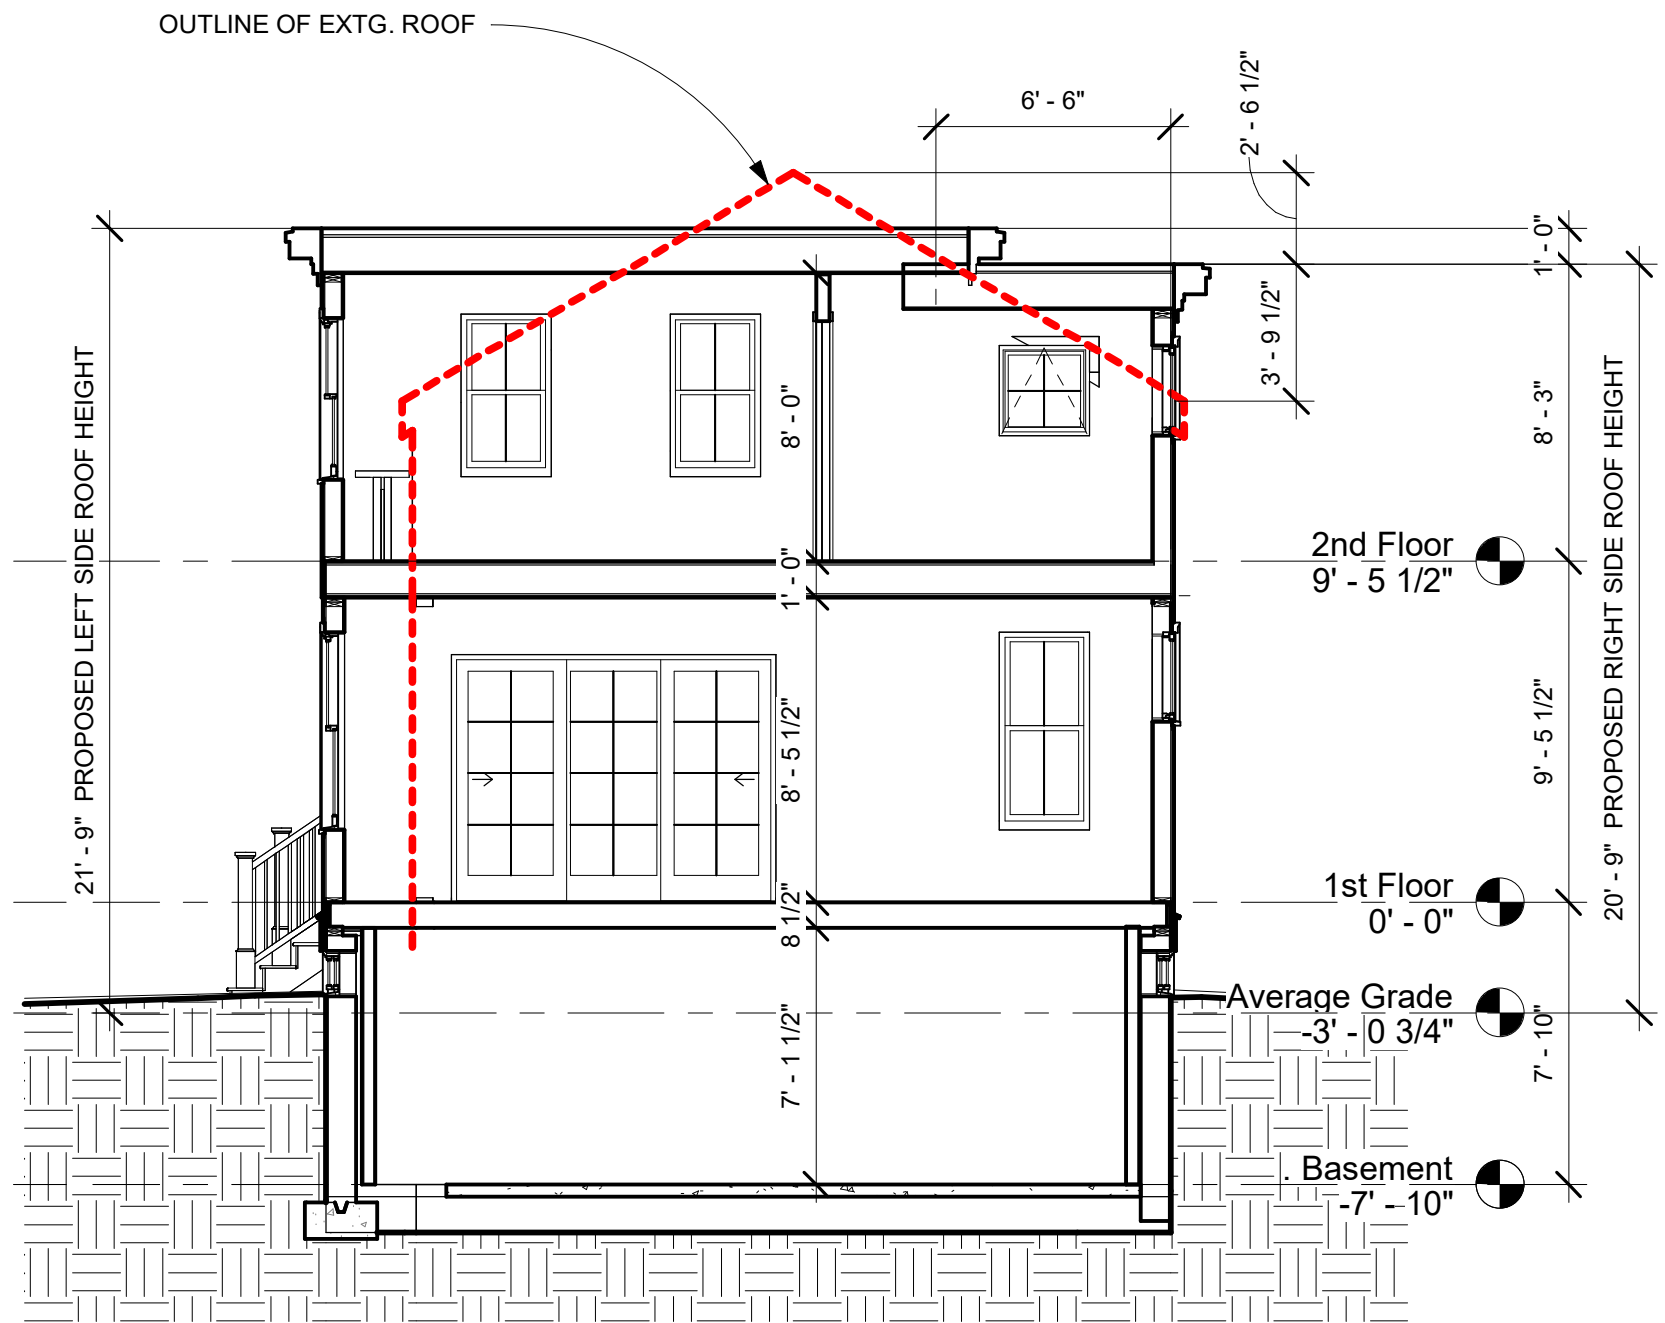 OUTLINE OF EXTG. ROOF
6' - 6"
2' - 6 1/2"
1' - 0"
3' - 9 1/2"
8' - 3"
8' - 0"
21' - 9" PROPOSED LEFT SIDE ROOF HEIGHT
20' - 9" PROPOSED RIGHT SIDE ROOF HEIGHT
2nd Floor
9' - 5 1/2"
1' - 0"
9' - 5 1/2"
8' - 5 1/2"
1st Floor
0' - 0"
8 1/2"
Average Grade
-3' - 0 3/4"
7' - 1 1/2"
7' - 10"
. Basement
-7' - 10"